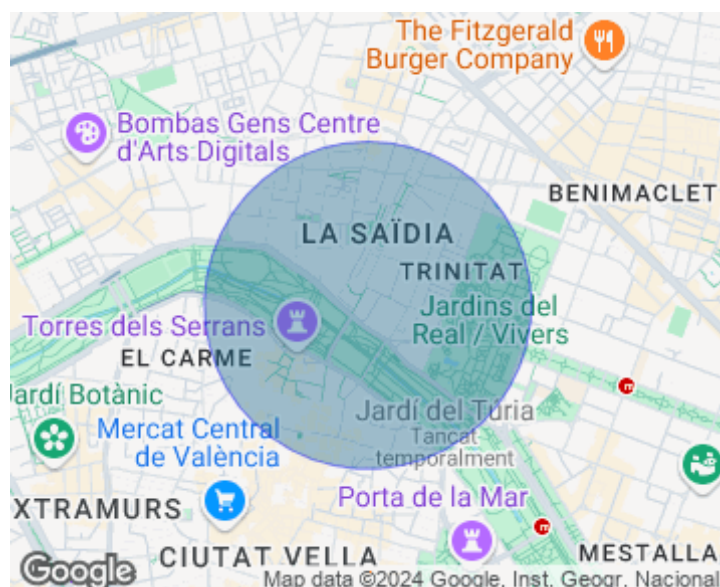 The Fitzgerald
Burger Company
Bombas Gens Centre
d'Arts Digitals
BENIMACLET
LA SAÏDIA
TRINITAT
Jardins del
Real / Vivers
Torres dels Serrans
EL CARME
Jardí Botànic
Mercat Central
de València
Jardí del Túria
Tancat
temporalment
XTRAMURS
Porta de la Mar
CIUTAT VELLA
MESTALLA
Google
Map data ©2024 Google, Inst. Geogr. Nacional